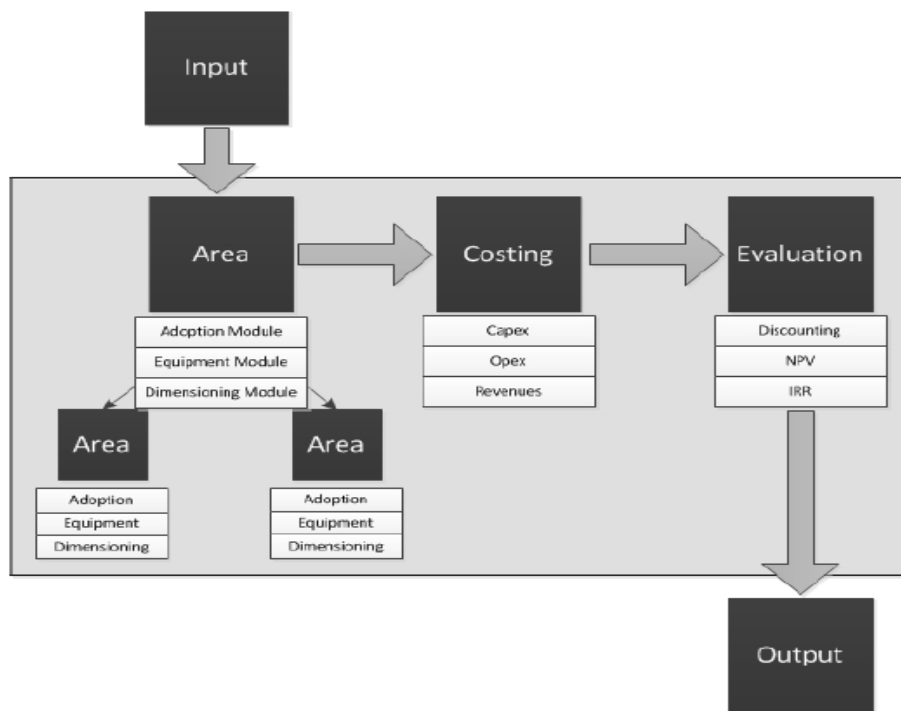 Input
Area
Costing
Evaluation
Adoption Module
Equipment Module
Dimensioning Module
Capex
Opex
Revenues
Discounting
NPV
IRR
Area
Area
Adoption
Equipment
Dimensioning
Adoption
Equipment
Dimensioning
Output